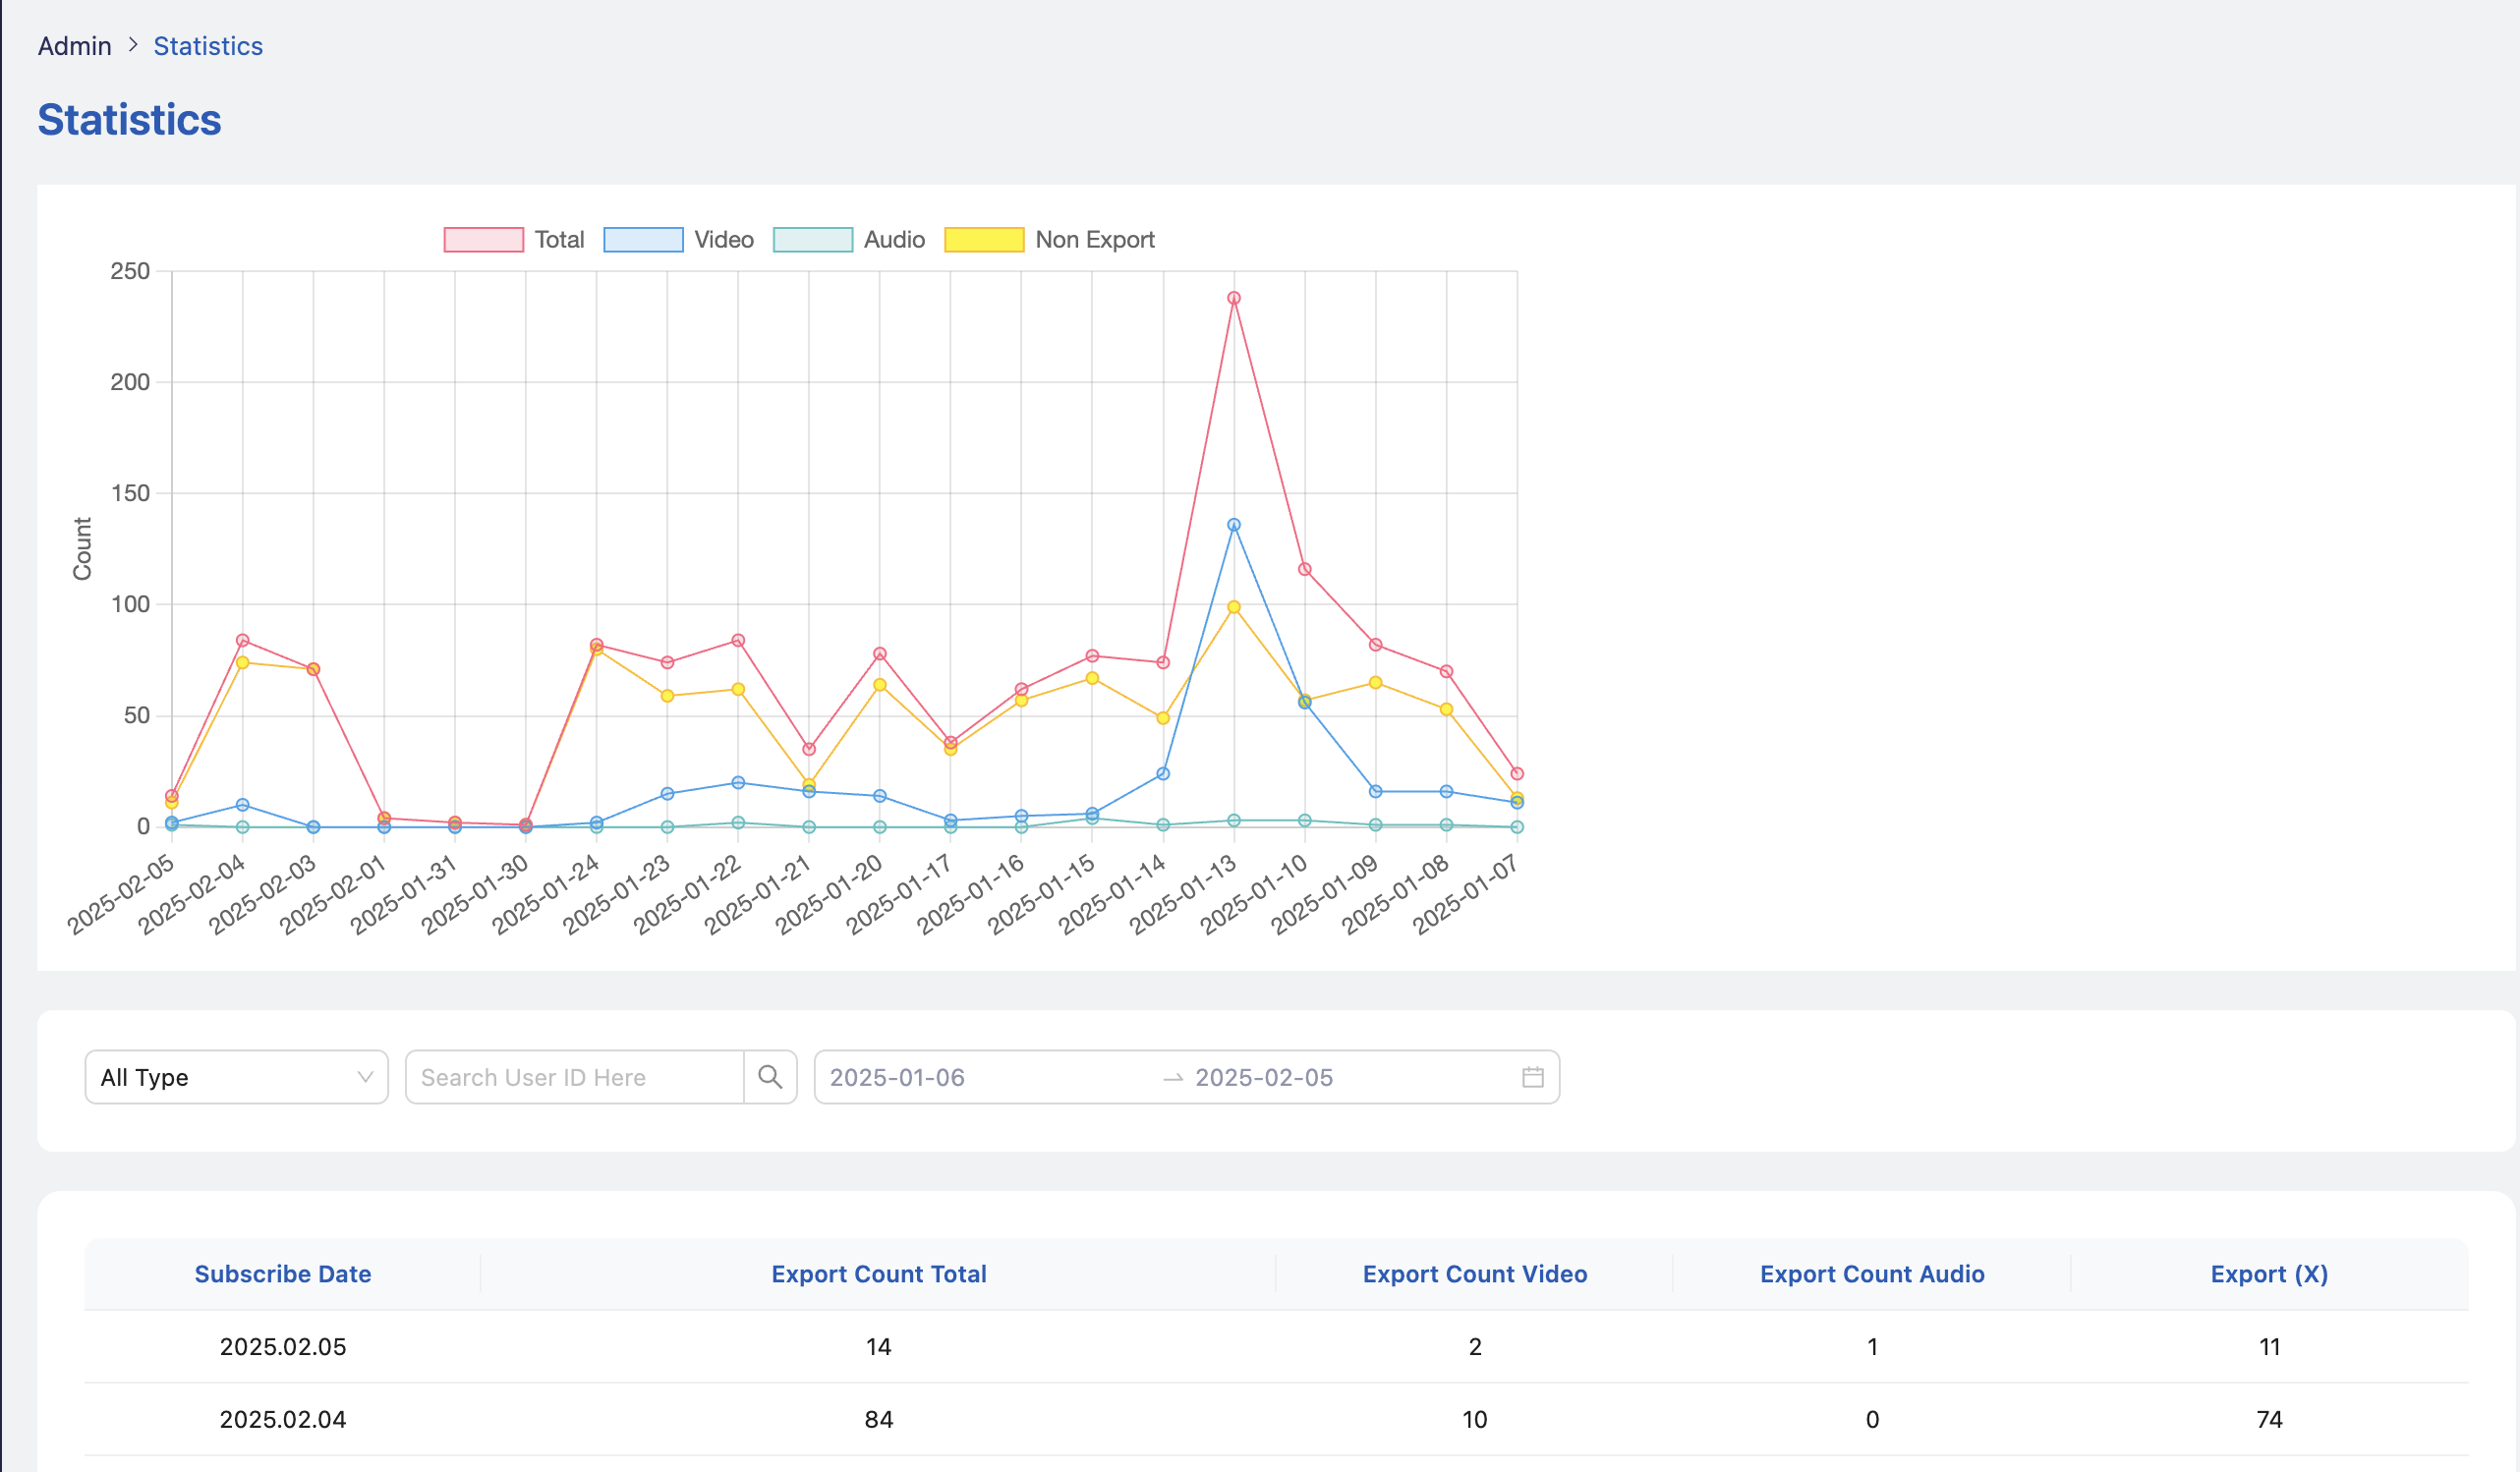 Admin > Statistics
Statistics
Total Video Audio Non Export
250
200
150
100
50
0
Count
2025-02-05 2025-02-04 2025-02-03 2025-02-01 2025-01-31 2025-01-30 2025-01-24 2025-01-23 2025-01-22 2025-01-21 2025-01-20 2025-01-17 2025-01-16 2025-01-15 2025-01-14 2025-01-13 2025-01-10 2025-01-09 2025-01-08 2025-01-07
All Type Search User ID Here 2025-01-06 → 2025-02-05
Subscribe Date Export Count Total Export Count Video Export Count Audio Export (X)
2025.02.05 14 2 1 11
2025.02.04 84 10 0 74